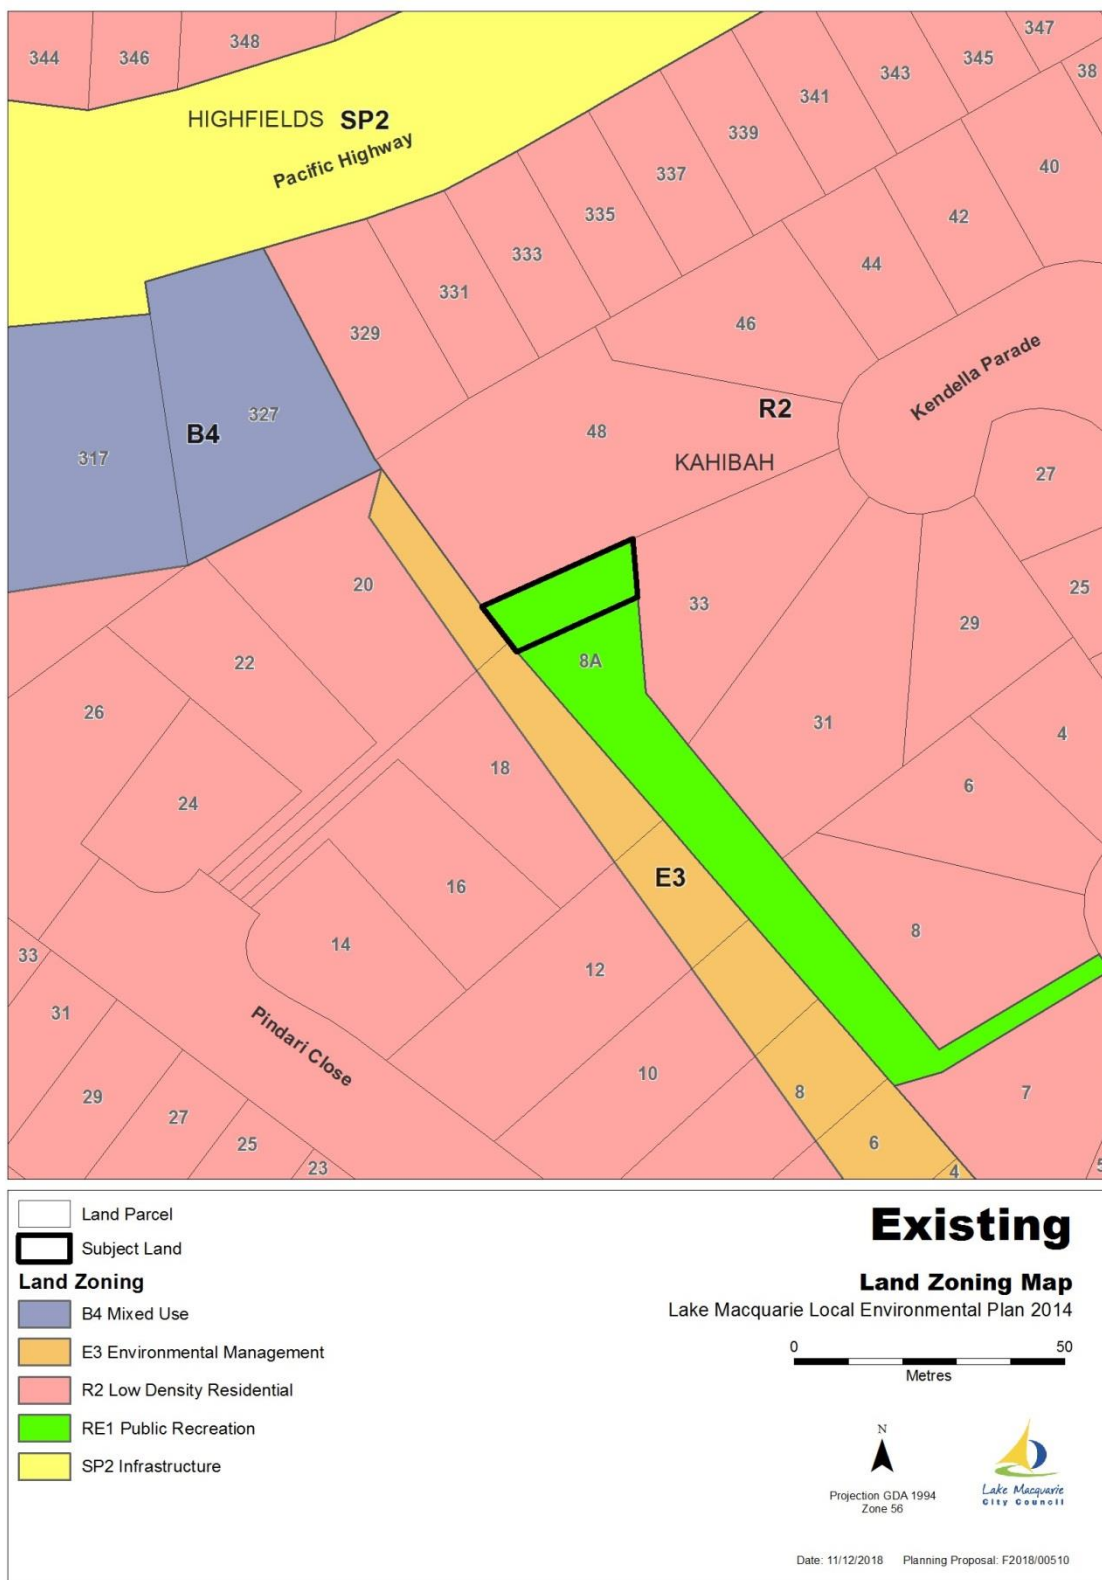 344
346
348
347
345
343
38
341
339
40
HIGHFIELDS SP2
Pacific Highway
337
335
42
333
44
331
329
46
Kendella Parade
R2
327
48
B4
317
KAHIBAH
27
20
33
25
29
22
8A
26
31
4
18
6
24
E3
16
8
14
12
33
31
Pindari Close
10
8
7
29
27
25
23
6
4
5
Land Parcel
Subject Land
Land Zoning
B4 Mixed Use
E3 Environmental Management
R2 Low Density Residential
RE1 Public Recreation
SP2 Infrastructure
Existing
Land Zoning Map
Lake Macquarie Local Environmental Plan 2014
0 50
Metres
N
Projection GDA 1994
Zone 56
Lake Macquarie
City Council
Date: 11/12/2018 Planning Proposal: F2018/00510